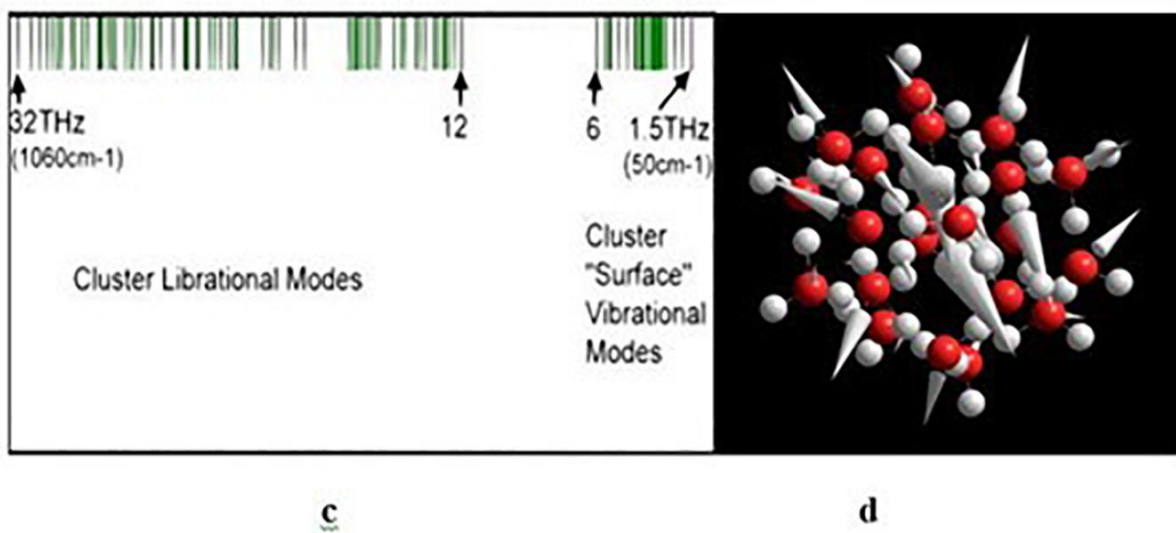 32THz
(1060cm-1)
12
6
1.5THz
(50cm-1)
Cluster Librational Modes
Cluster
"Surface"
Vibrational
Modes
c
d